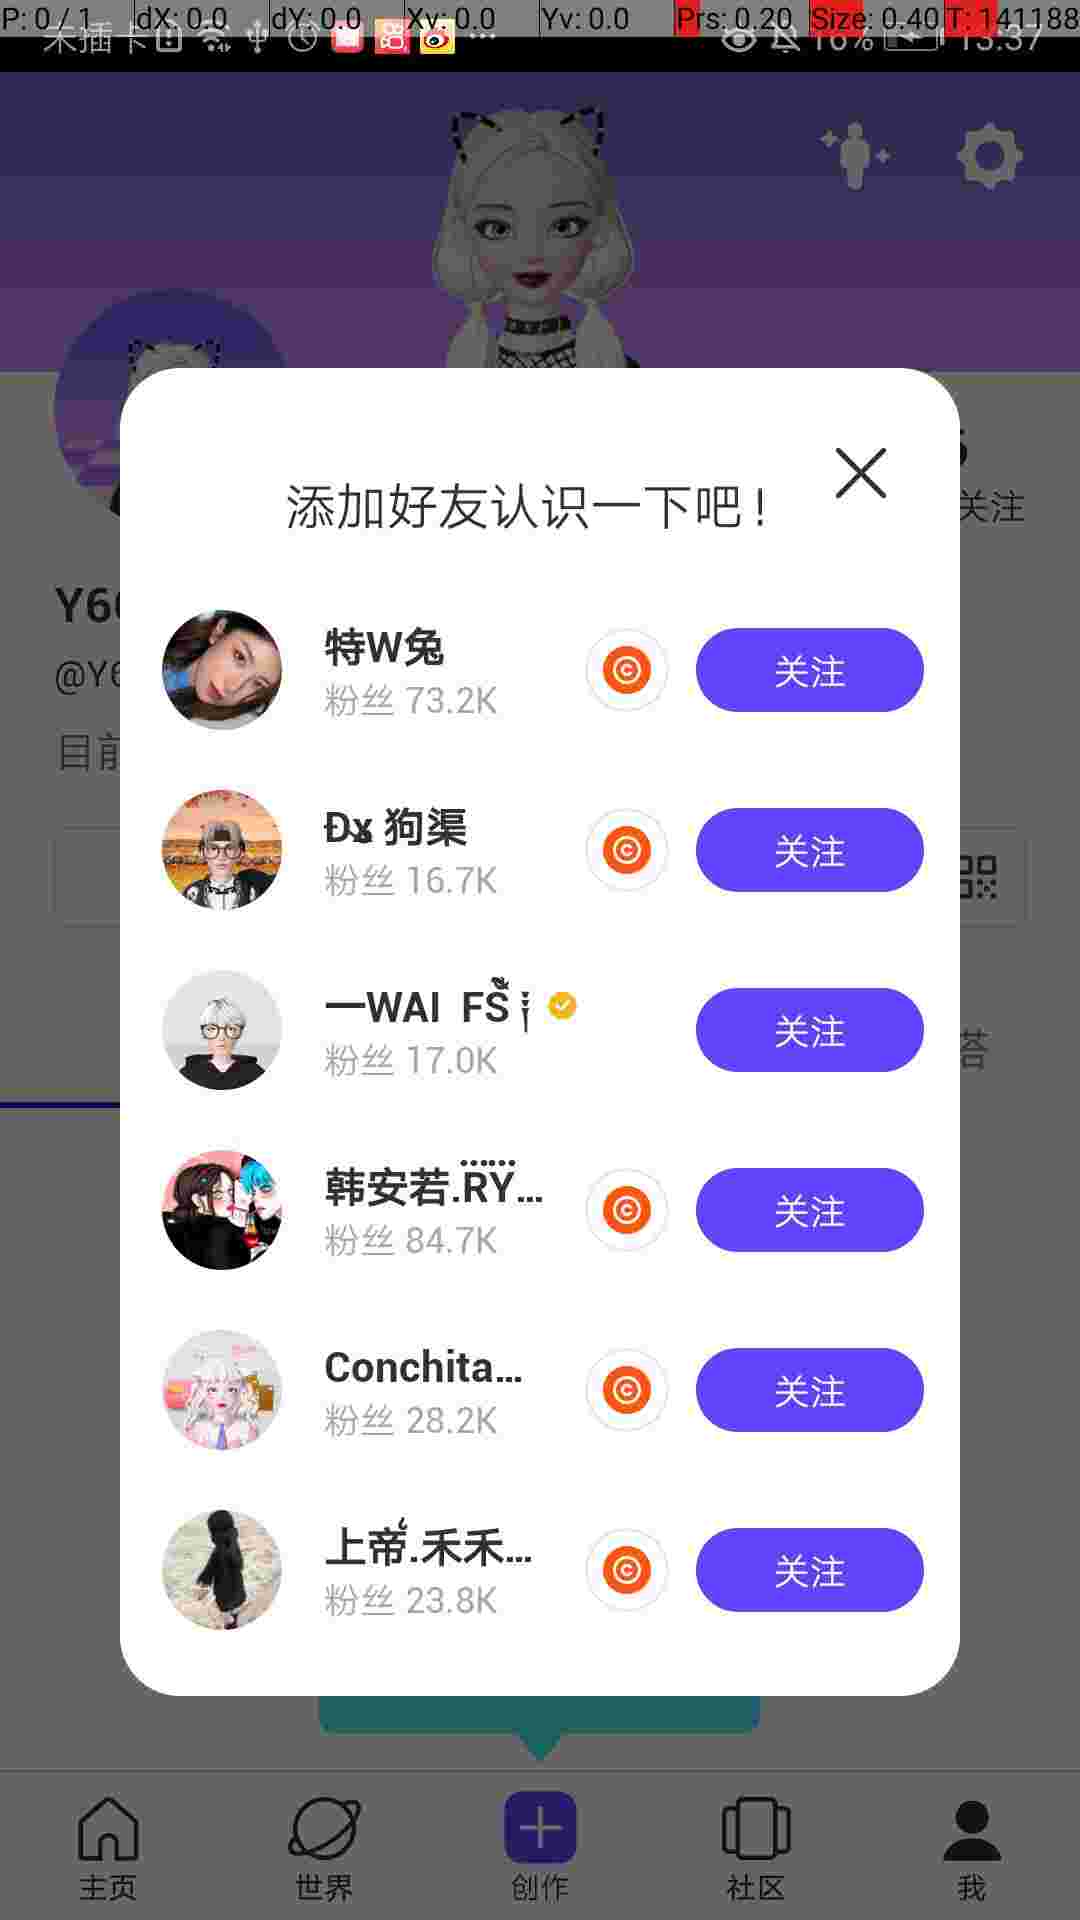 P: 0 / 1 dX: 0.0 dY: 0.0 Xv: 0.0 Yv: 0.0 Prs: 0.20 Size: 0.40 T: 141188
未插卡 16% 13:37
添加好友认识一下吧！
关注
Y6
@Y6
目前
特W兔
粉丝 73.2K
关注
狗渠
粉丝 16.7K
关注
一WAI FS
粉丝 17.0K
关注
韩安若.RY...
粉丝 84.7K
关注
Conchita...
粉丝 28.2K
关注
上帝.禾禾...
粉丝 23.8K
关注
主页
世界
创作
社区
我